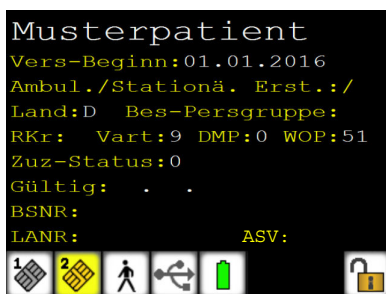 Musterpatient
Vers-Beginn:01.01.2016
Ambul./Stationä. Erst.:/
Land:D Bes-Persgruppe:
RKr: Vart:9 DMP:0 WOP:51
Zuz-Status:0
Gültig: . .
BSNR:
LANR: ASV:
1 2